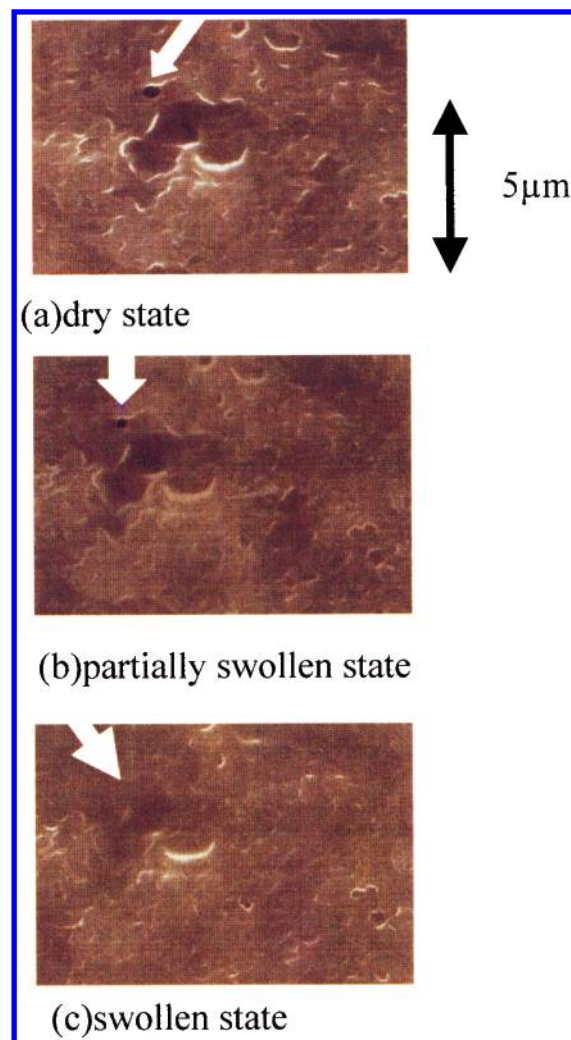 5μm
(a)dry state
(b)partially swollen state
(c)swollen state